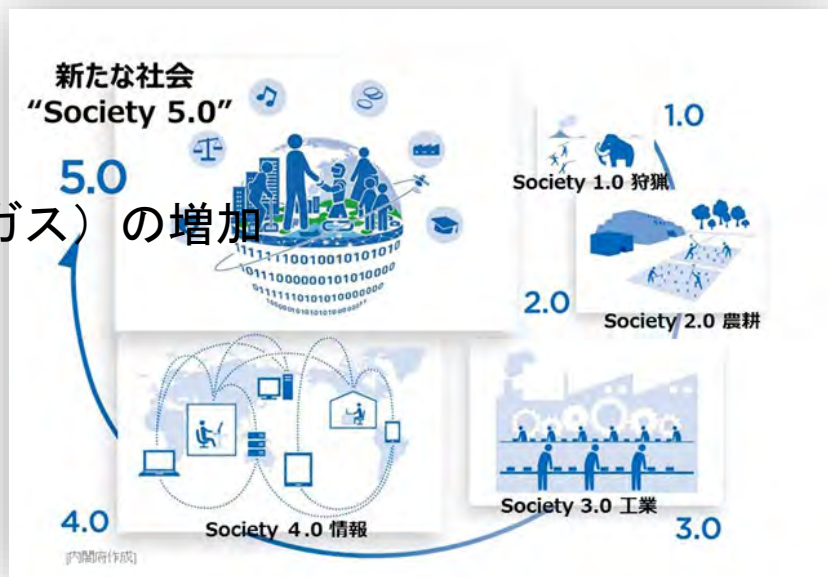 新たな社会
“Society 5.0”
5.0
ガス）の増加
1.0
Society 1.0 狩猟
2.0
Society 2.0 農耕
Society 3.0 工業
3.0
4.0
Society 4.0 情報
[内閣府作成]